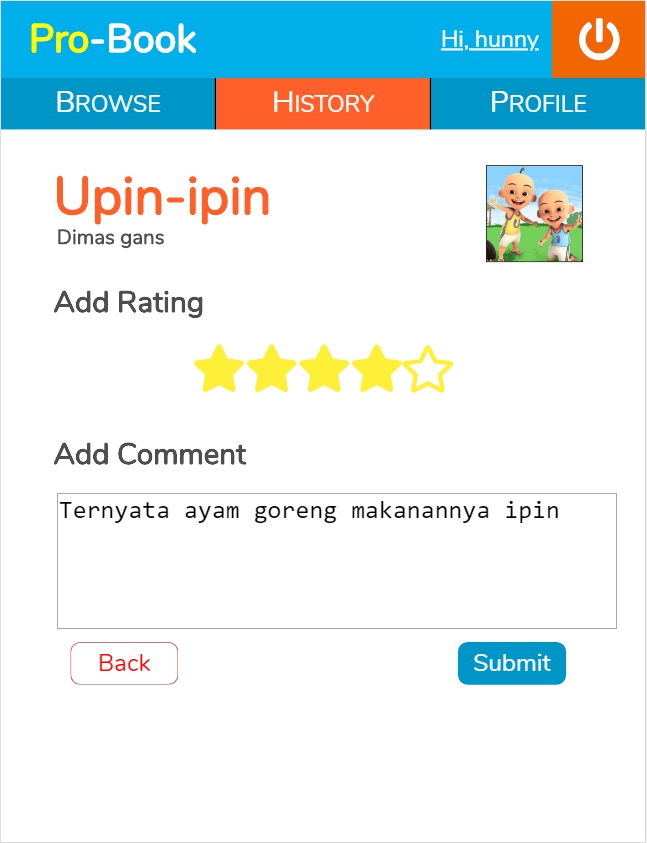 Pro-Book
Hi, hunny
BROWSE
HISTORY
PROFILE
Upin-ipin
Dimas gans
Add Rating
Add Comment
Ternyata ayam goreng makanannya ipin
Back
Submit